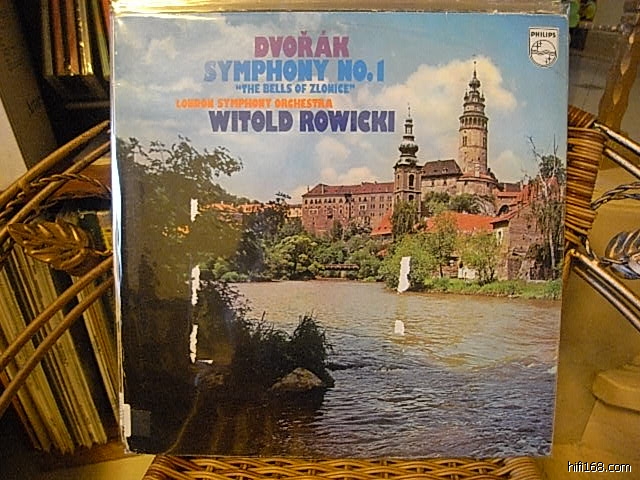 DVOŘÁK
PHILIPS
SYMPHONY NO.1
"THE BELLS OF ZLONICE"
LONDON SYMPHONY ORCHESTRA
WITOLD ROWICKI
hifi168.com